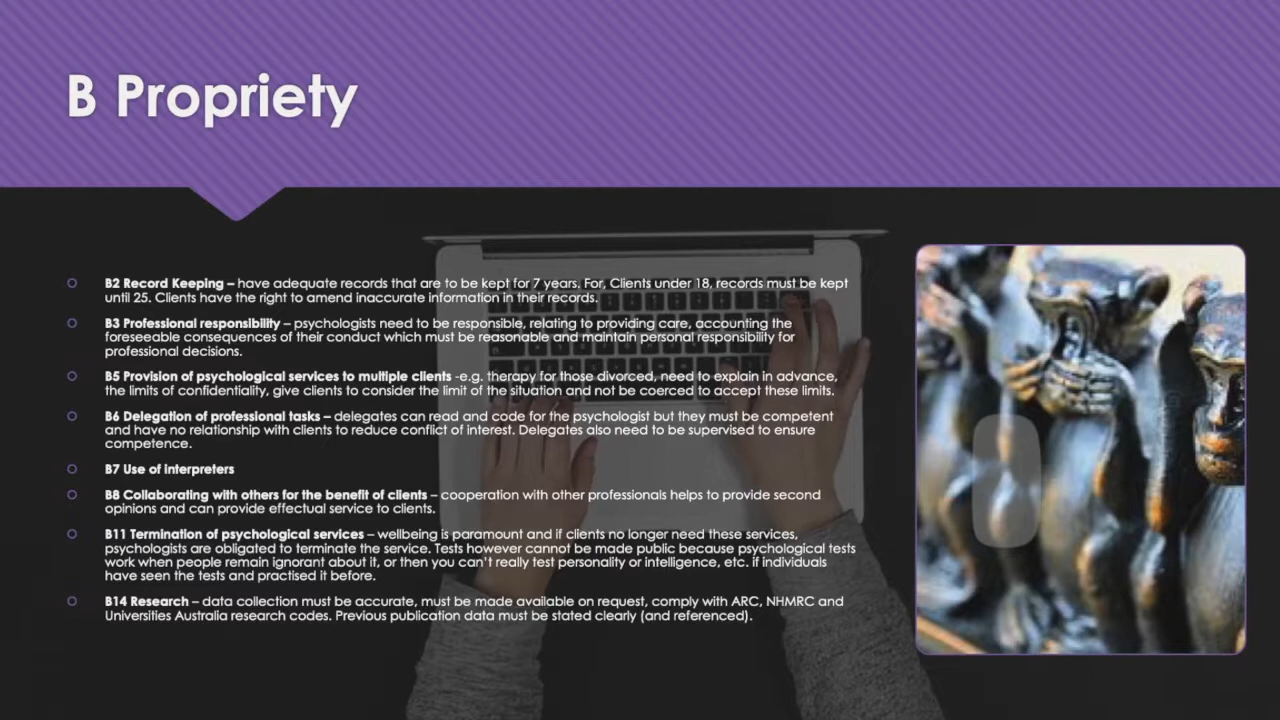 B Propriety
B2 Record Keeping – have adequate records that are to be kept for 7 years. For, Clients under 18, records must be kept
until 25. Clients have the right to amend inaccurate information in their records.
B3 Professional responsibility – psychologists need to be responsible, relating to providing care, accounting the
foreseeable consequences of their conduct which must be reasonable and maintain personal responsibility for
professional decisions.
B5 Provision of psychological services to multiple clients -e.g. therapy for those divorced, need to explain in advance,
the limits of confidentiality, give clients to consider the limit of the situation and not be coerced to accept these limits.
B6 Delegation of professional tasks – delegates can read and code for the psychologist but they must be competent
and have no relationship with clients to reduce conflict of interest. Delegates also need to be supervised to ensure
competence.
B7 Use of interpreters
B8 Collaborating with others for the benefit of clients – cooperation with other professionals helps to provide second
opinions and can provide effectual service to clients.
B11 Termination of psychological services – wellbeing is paramount and if clients no longer need these services,
psychologists are obligated to terminate the service. Tests however cannot be made public because psychological tests
work when people remain ignorant about it, or then you can't really test personality or intelligence, etc. if individuals
have seen the tests and practised it before.
B14 Research – data collection must be accurate, must be made available on request, comply with ARC, NHMRC and
Universities Australia research codes. Previous publication data must be stated clearly (and referenced).